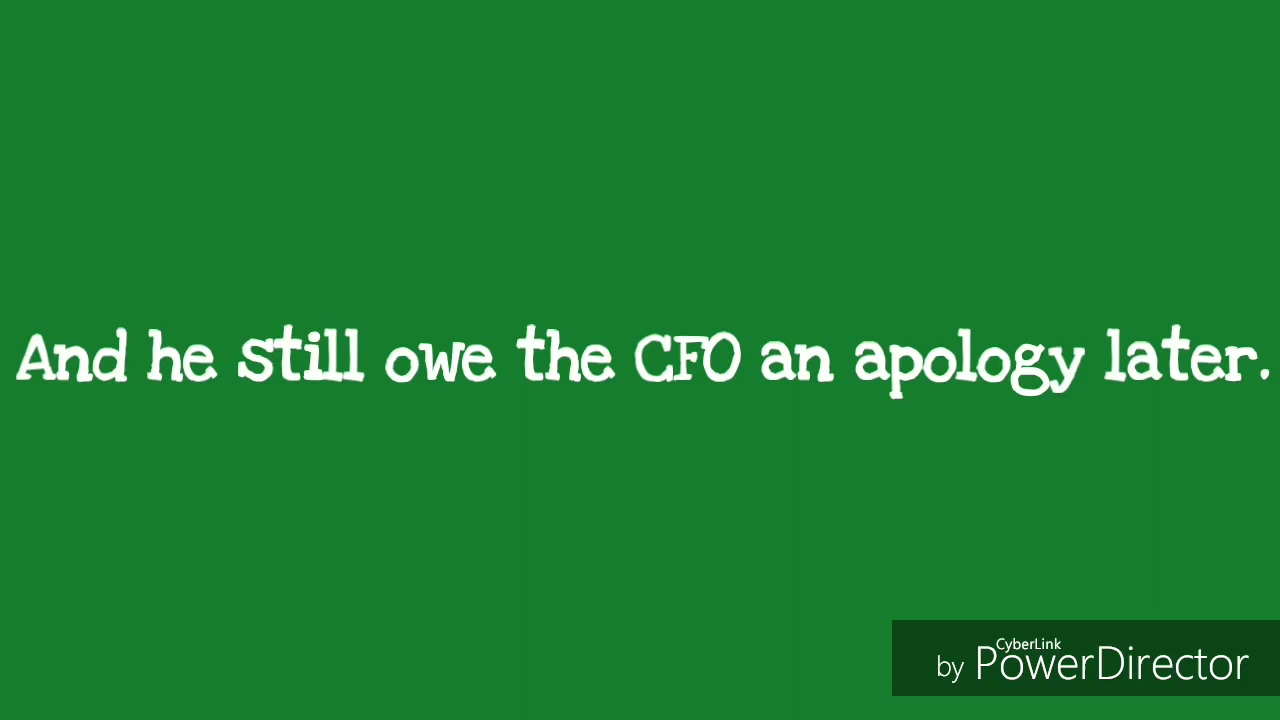 And he still owe the CFO an apology later.
CyberLink
by PowerDirector